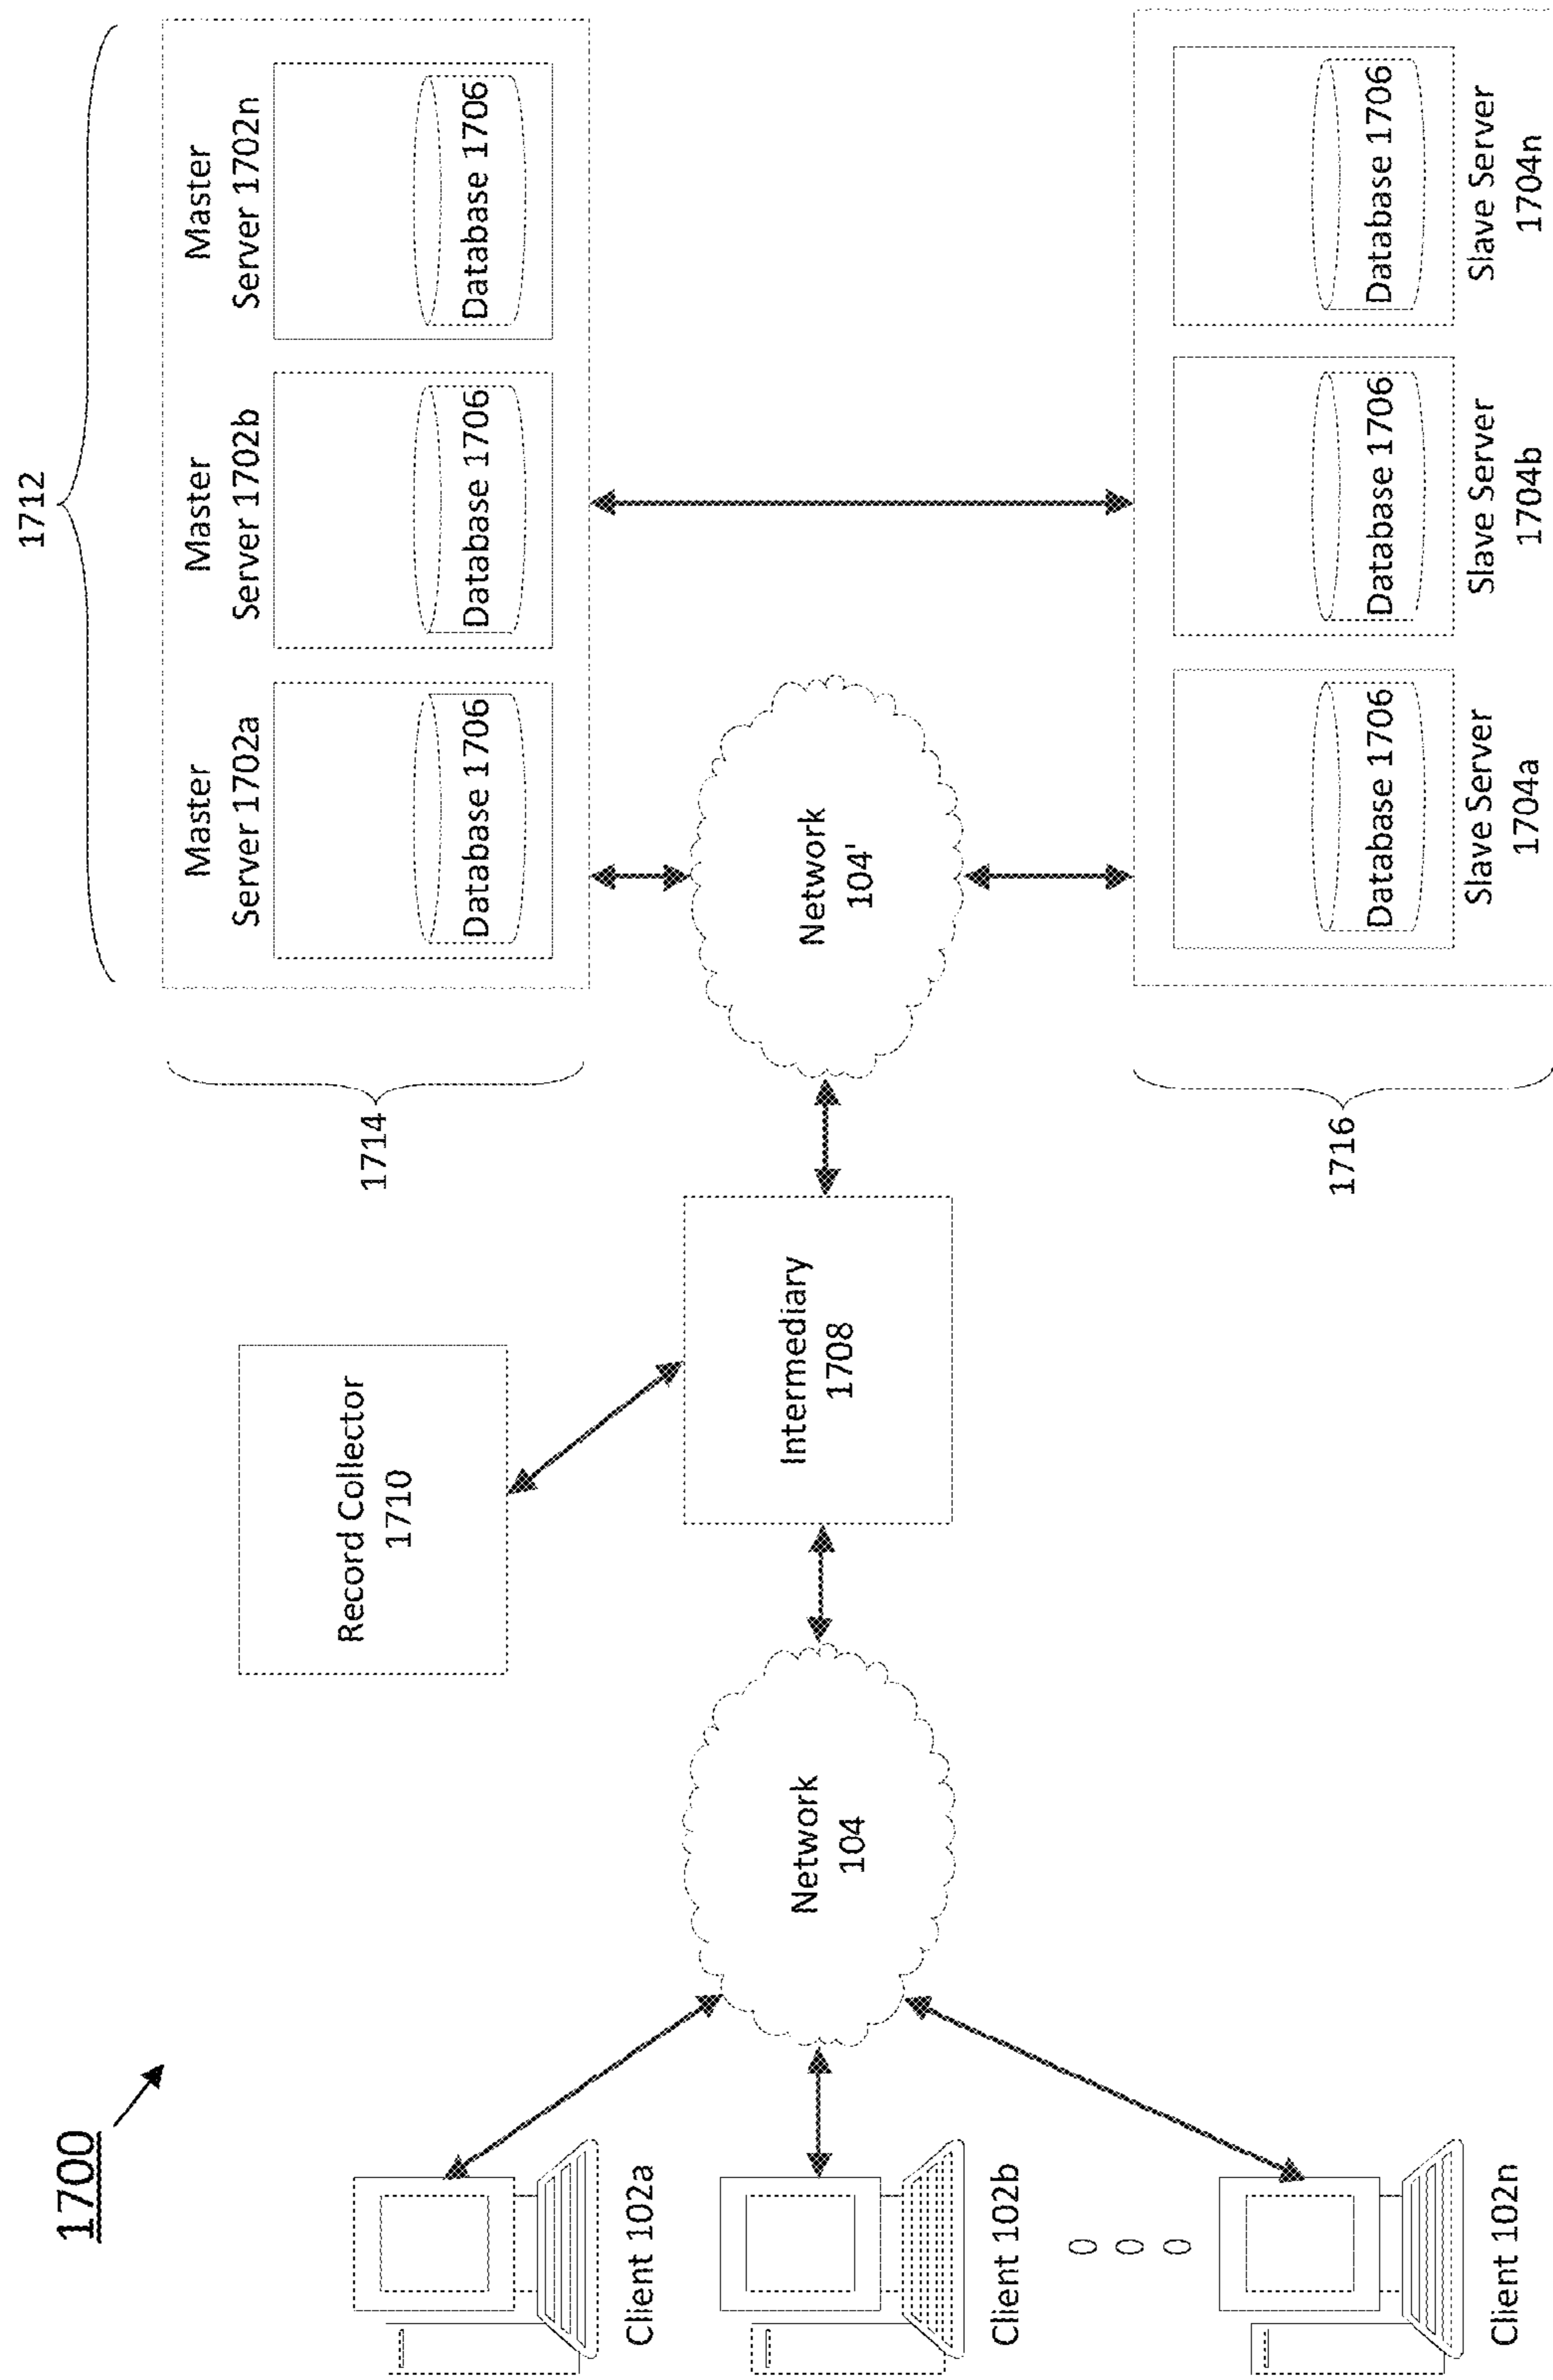 1700
1712
Master
Server 1702a
Master
Server 1702b
Master
Server 1702n
Database 1706
Database 1706
Database 1706
1714
Record Collector
1710
Client 102a
Network
104
Intermediary
1708
Network
104'
Client 102b
Client 102n
1716
Database 1706
Database 1706
Database 1706
Slave Server
1704a
Slave Server
1704b
Slave Server
1704n